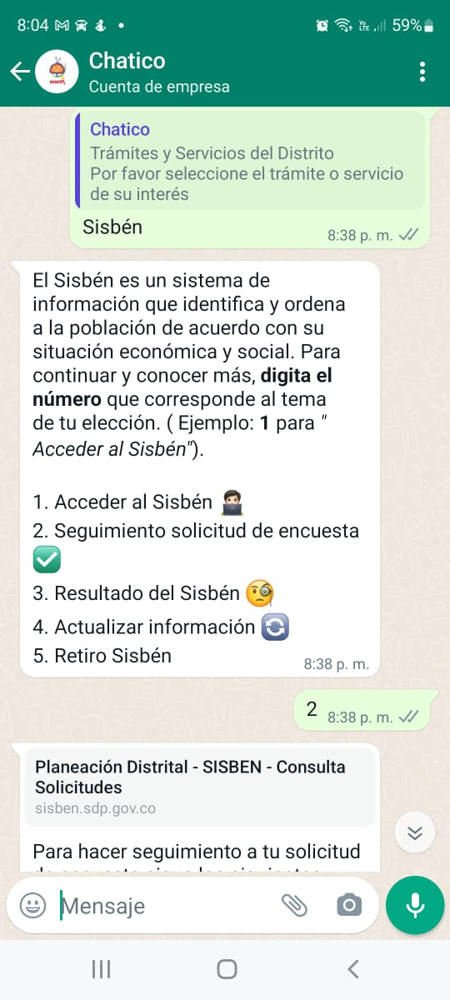 8:04
Vo
LTE
59%
BOGOTÁ
Chatico
Cuenta de empresa
Chatico
Trámites y Servicios del Distrito
Por favor seleccione el trámite o servicio
de su interés
Sisbén
8:38 p. m.
El Sisbén es un sistema de
información que identifica y ordena
a la población de acuerdo con su
situación económica y social. Para
continuar y conocer más, digita el
número que corresponde al tema
de tu elección. ( Ejemplo: 1 para "
Acceder al Sisbén").
1. Acceder al Sisbén
2. Seguimiento solicitud de encuesta
3. Resultado del Sisbén
4. Actualizar información
5. Retiro Sisbén
8:38 p. m.
2
8:38 p. m.
Planeación Distrital - SISBEN - Consulta
Solicitudes
sisben.sdp.gov.co
Para hacer seguimiento a tu solicitud
Mensaje